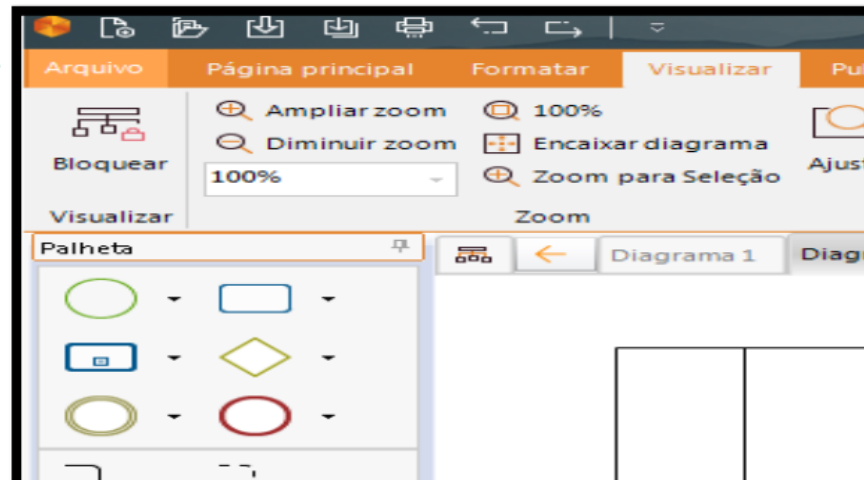 Arquivo Página principal Formatar Visualizar
Ampliar zoom 100%
Diminuir zoom Encaixar diagrama
Bloquear 100% Zoom para Seleção
Visualizar Zoom
Palheta Diagrama 1